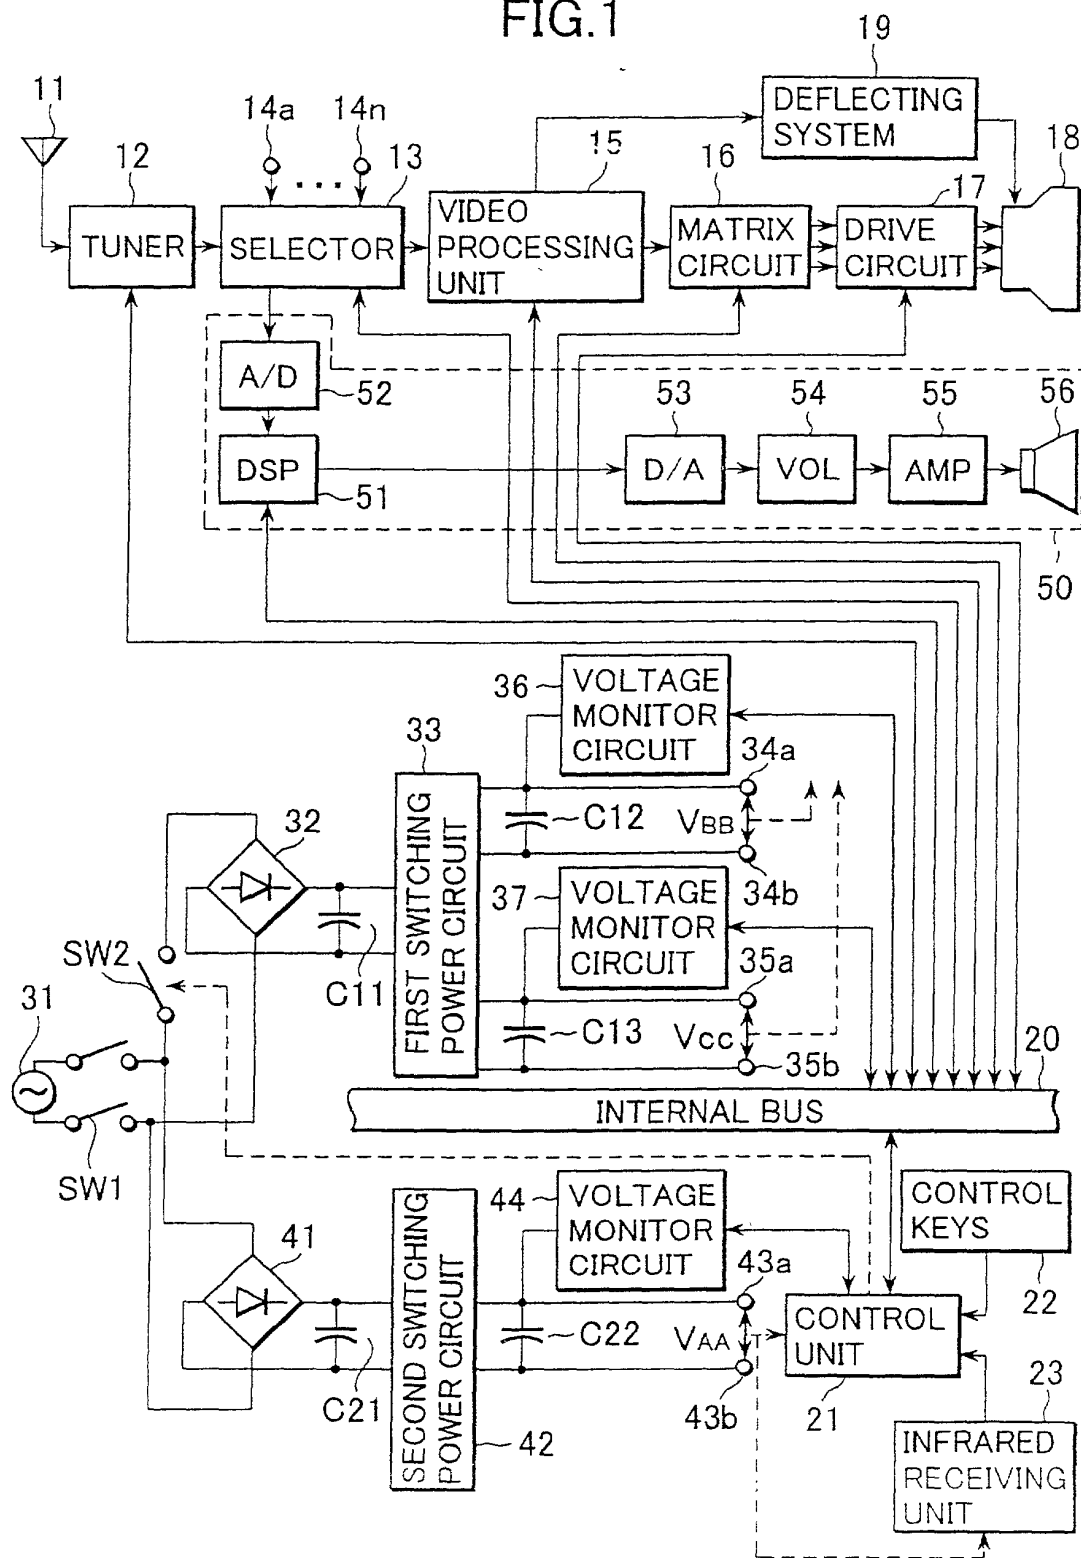 FIG.1
19
11
14a
14n
DEFLECTING
SYSTEM
18
12
13
15
16
17
TUNER
SELECTOR
VIDEO
PROCESSING
UNIT
MATRIX
CIRCUIT
DRIVE
CIRCUIT
A/D
52
53
54
55
56
DSP
51
D/A
VOL
AMP
50
36
VOLTAGE
MONITOR
CIRCUIT
33
34a
32
C12
VBB
34b
FIRST SWITCHING
POWER CIRCUIT
37
VOLTAGE
MONITOR
CIRCUIT
SW2
C11
35a
31
C13
VCC
35b
20
INTERNAL BUS
SW1
44
VOLTAGE
MONITOR
CIRCUIT
CONTROL
KEYS
41
43a
22
SECOND SWITCHING
POWER CIRCUIT
C22
VAA
CONTROL
UNIT
C21
43b
21
23
42
INFRARED
RECEIVING
UNIT